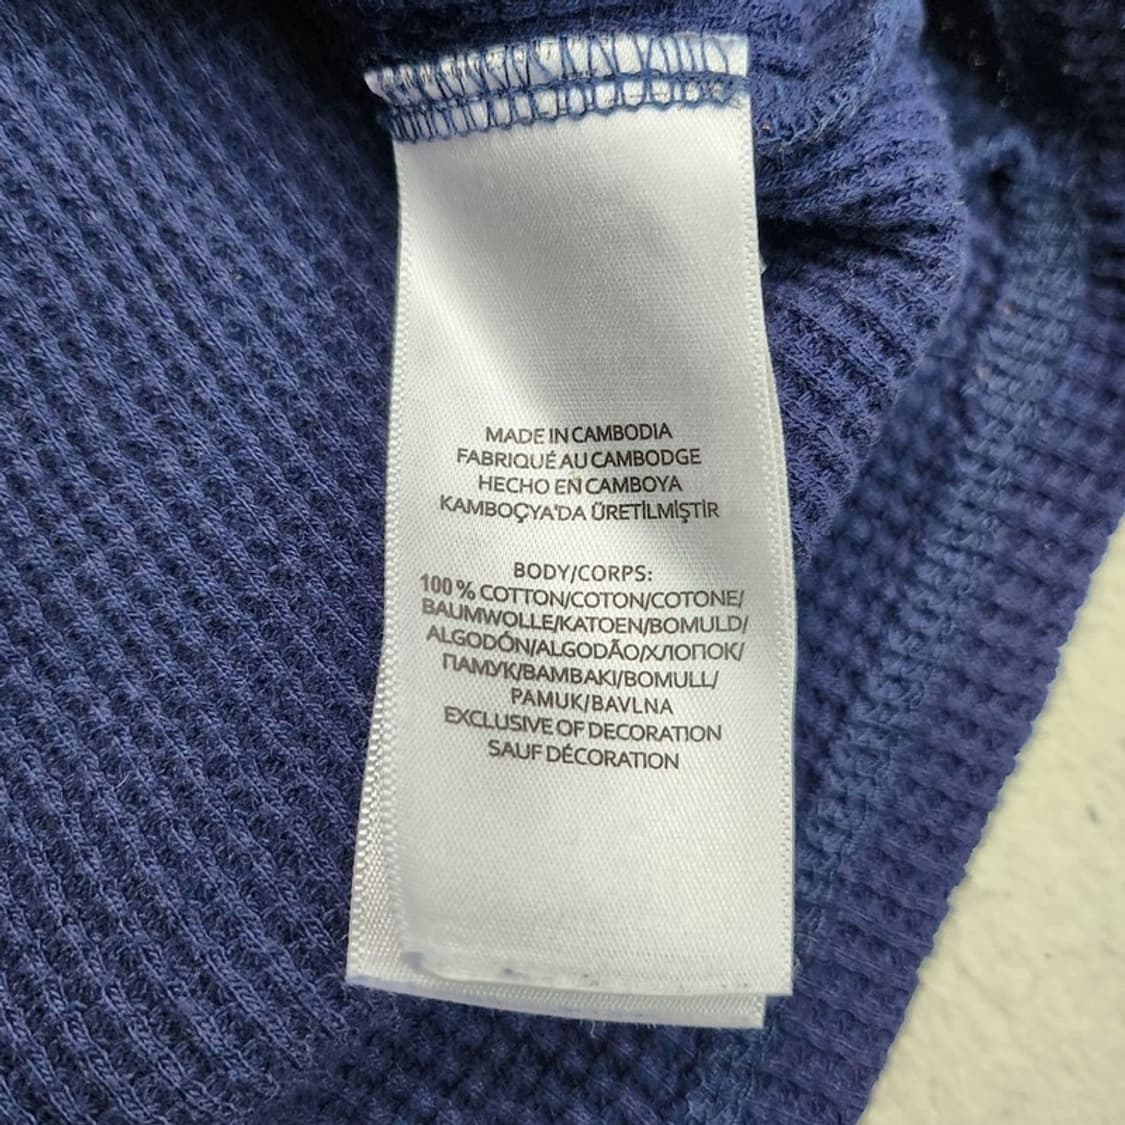 MADE IN CAMBODIA
FABRIQUÉ AU CAMBODGE
HECHO EN CAMBOYA
KAMBOÇYA'DA ÜRETİLMİŞTİR
BODY/CORPS:
100 % COTTON/COTON/COTONE/
BAUMWOLLE/KATOEN/BOMULD/
ALGODÓN/ALGODÃO/ХЛОПОК/
ПАМУК/BAMBAKI/BOMULL/
PAMUK/BAVLNA
EXCLUSIVE OF DECORATION
SAUF DÉCORATION